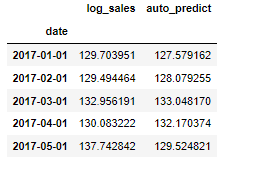 log_sales auto_predict
date
2017-01-01 129.703951 127.579162
2017-02-01 129.494464 128.079255
2017-03-01 132.956191 133.048170
2017-04-01 130.083222 132.170374
2017-05-01 137.742842 129.524821